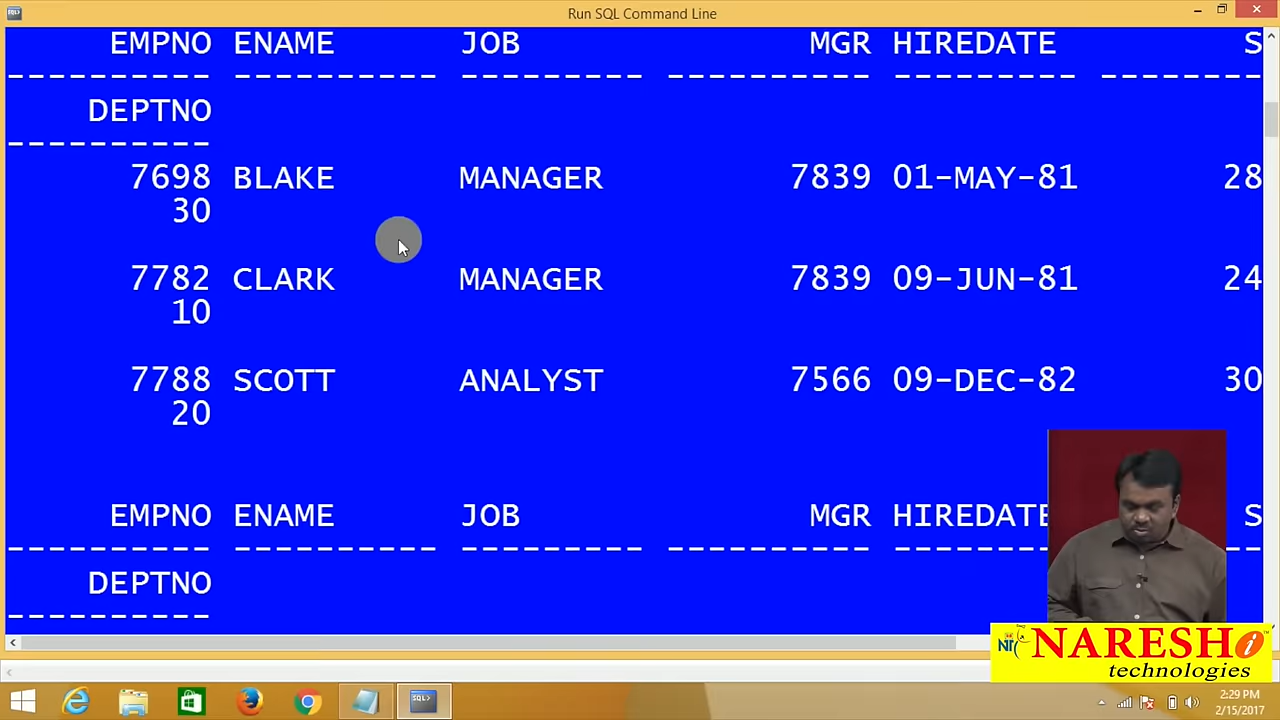 Run SQL Command Line
EMPNO ENAME JOB MGR HIREDATE S
---------- ---------- --------- ---------- --------- --------
DEPTNO
----------
7698 BLAKE MANAGER 7839 01-MAY-81 28
30
7782 CLARK MANAGER 7839 09-JUN-81 24
10
7788 SCOTT ANALYST 7566 09-DEC-82 30
20
EMPNO ENAME JOB MGR HIREDATE S
---------- ---------- --------- ---------- -------
DEPTNO
----------
NARESH i
technologies
SQL>
2:29 PM
2/15/2017